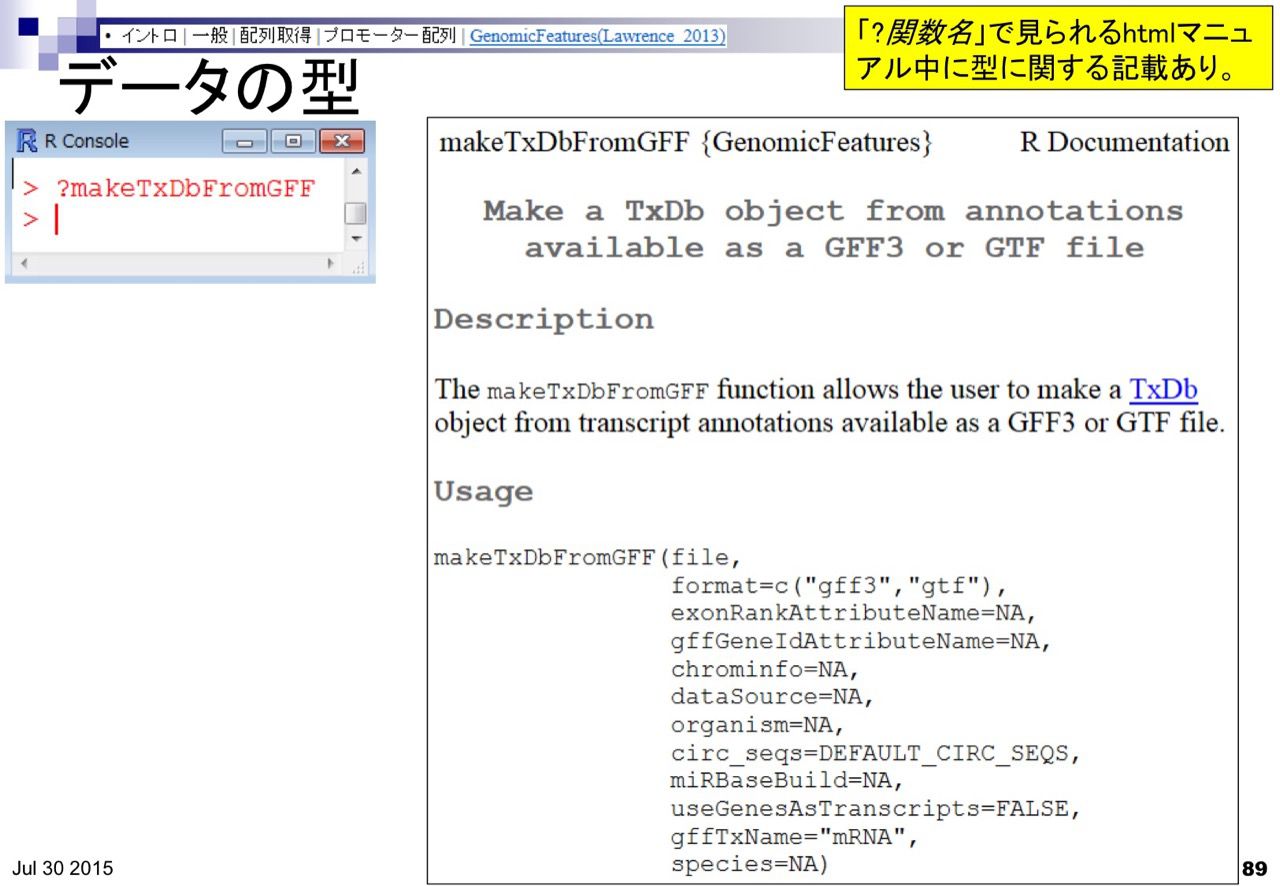 • イントロ | 一般 | 配列取得 | プロモーター配列 | GenomicFeatures(Lawrence_2013)
「?関数名」で見られるhtmlマニュ
アル中に型に関する記載あり。
データの型
R Console
> ?makeTxDbFromGFF
>
makeTxDbFromGFF {GenomicFeatures} R Documentation
Make a TxDb object from annotations
available as a GFF3 or GTF file
Description
The makeTxDbFromGFF function allows the user to make a TxDb
object from transcript annotations available as a GFF3 or GTF file.
Usage
makeTxDbFromGFF(file,
format=c("gff3","gtf"),
exonRankAttributeName=NA,
gffGeneIdAttributeName=NA,
chrominfo=NA,
dataSource=NA,
organism=NA,
circ_seqs=DEFAULT_CIRC_SEQS,
miRBaseBuild=NA,
useGenesAsTranscripts=FALSE,
gffTxName="mRNA",
species=NA)
Jul 30 2015
89